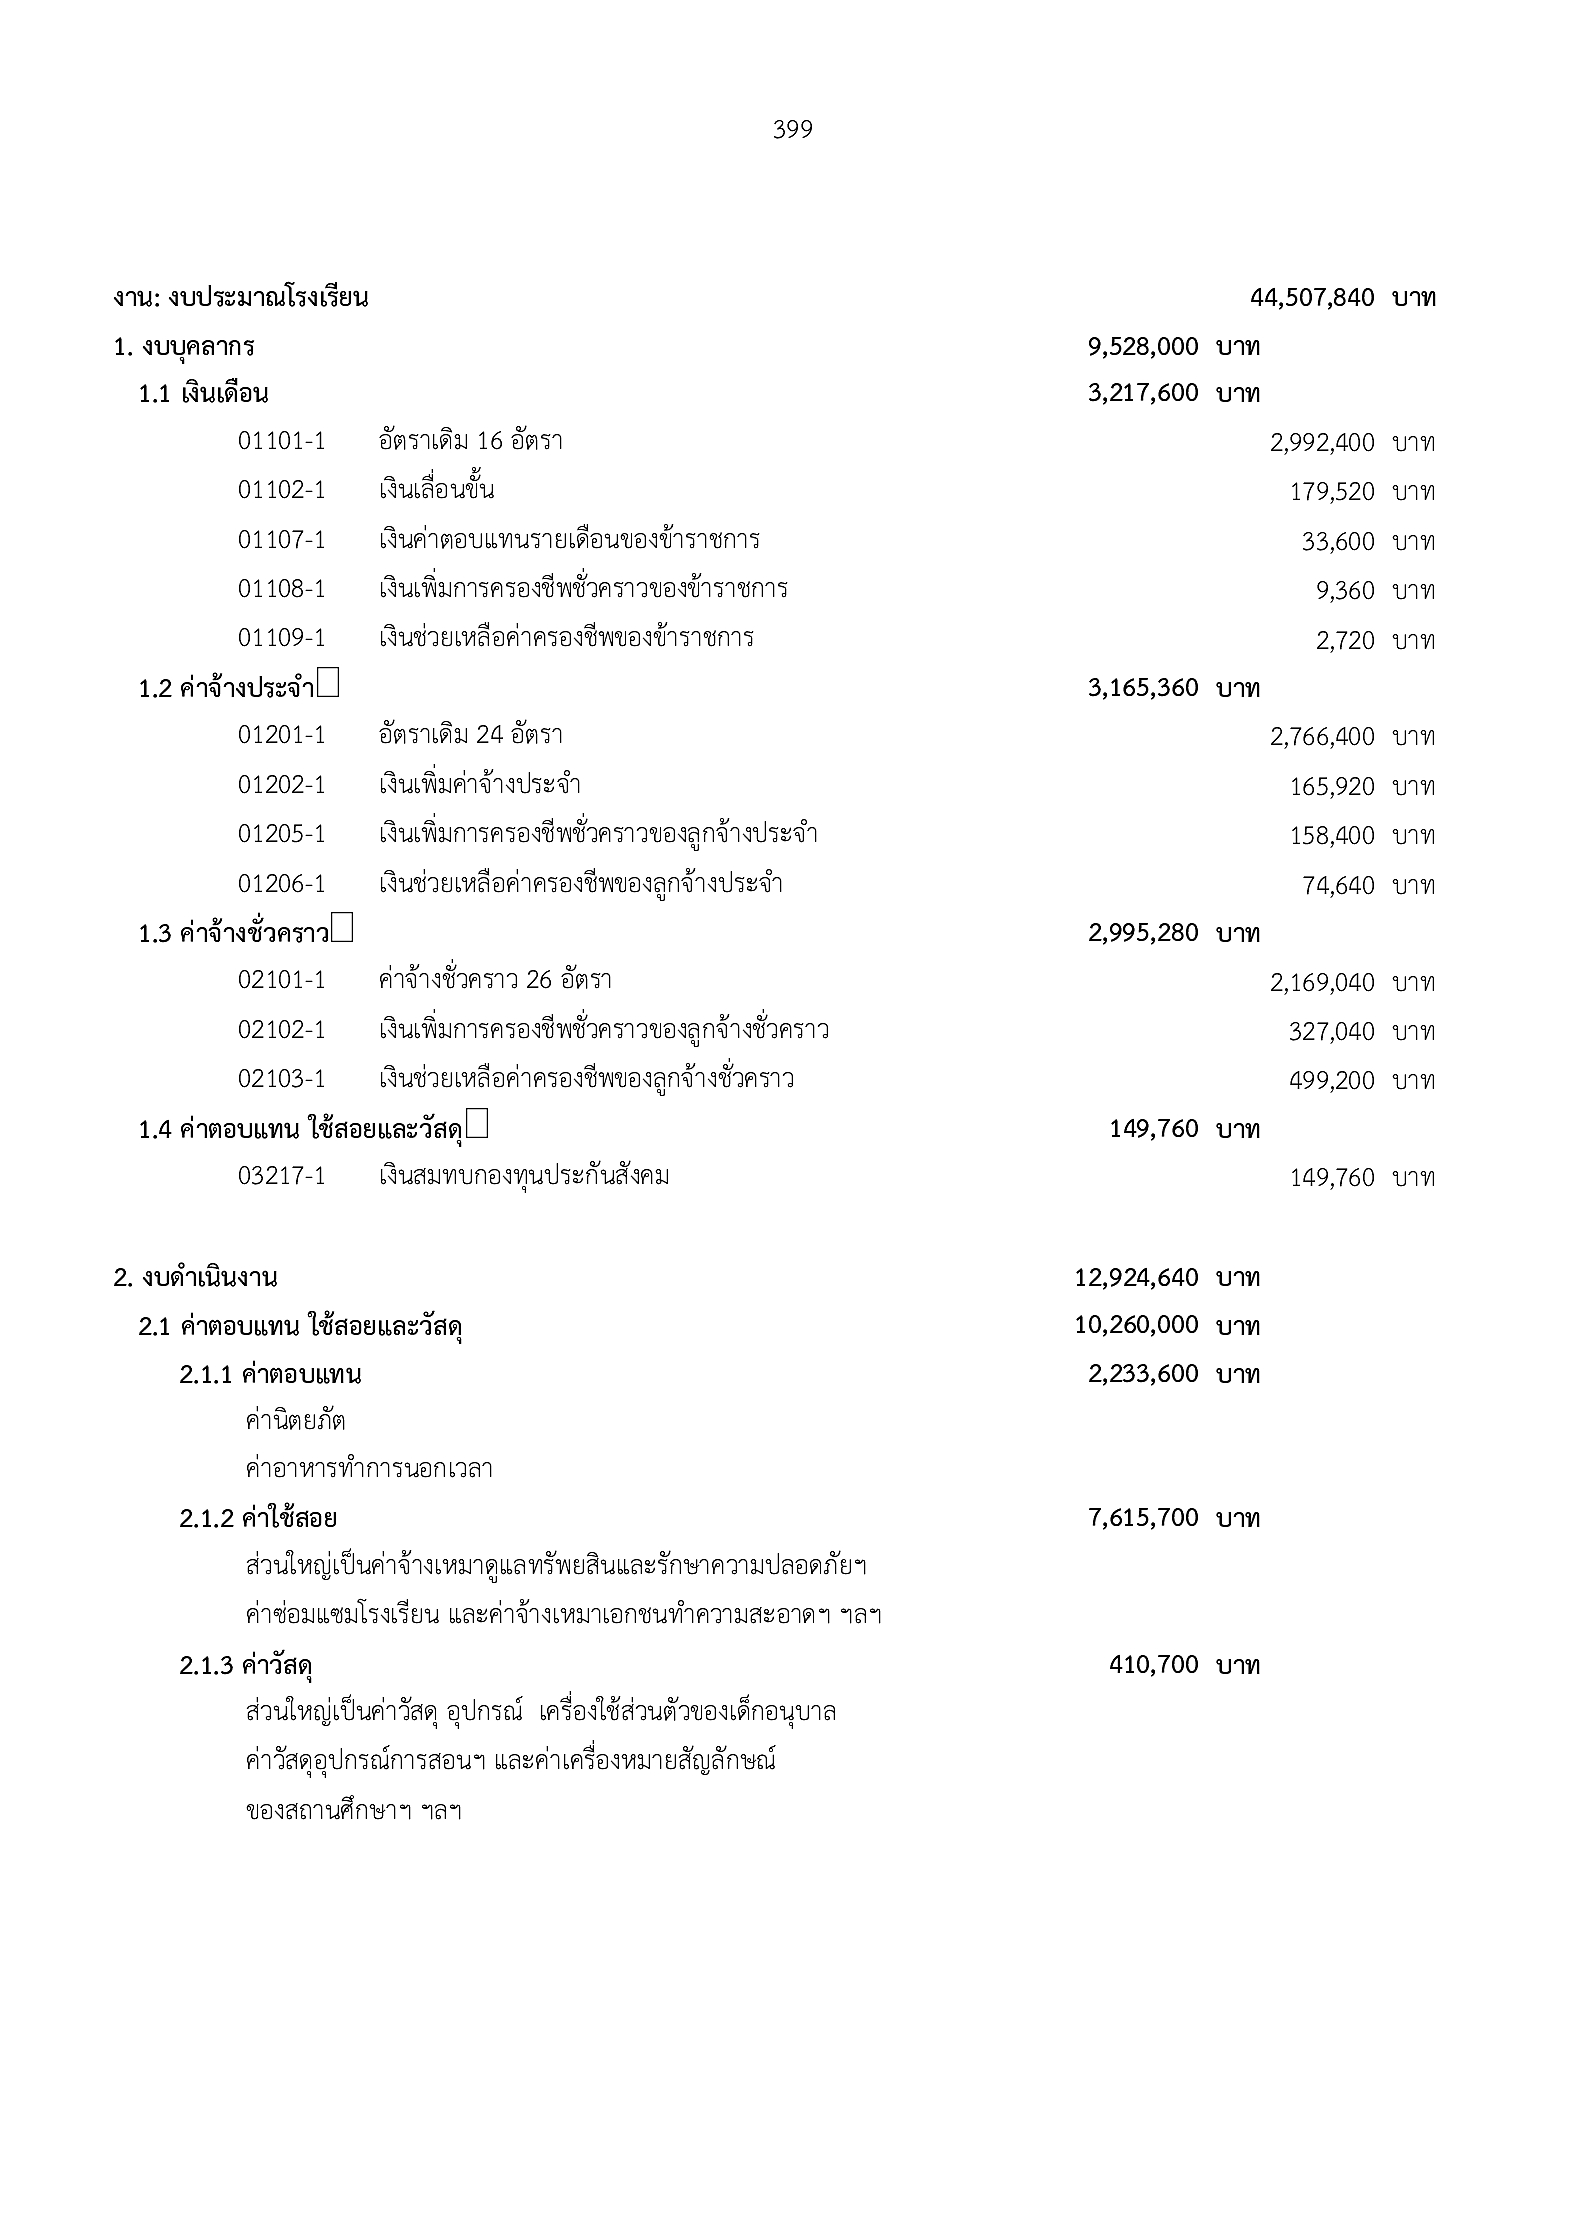 399
งาน: งบประมาณโรงเรียน 44,507,840 บาท
1. งบบุคลากร 9,528,000 บาท
1.1 เงินเดือน 3,217,600 บาท
01101-1 อัตราเดิม 16 อัตรา 2,992,400 บาท
01102-1 เงินเลื่อนขั้น 179,520 บาท
01107-1 เงินค่าตอบแทนรายเดือนของข้าราชการ 33,600 บาท
01108-1 เงินเพิ่มการครองชีพชั่วคราวของข้าราชการ 9,360 บาท
01109-1 เงินช่วยเหลือค่าครองชีพของข้าราชการ 2,720 บาท
1.2 ค่าจ้างประจำ 3,165,360 บาท
01201-1 อัตราเดิม 24 อัตรา 2,766,400 บาท
01202-1 เงินเพิ่มค่าจ้างประจำ 165,920 บาท
01205-1 เงินเพิ่มการครองชีพชั่วคราวของลูกจ้างประจำ 158,400 บาท
01206-1 เงินช่วยเหลือค่าครองชีพของลูกจ้างประจำ 74,640 บาท
1.3 ค่าจ้างชั่วคราว 2,995,280 บาท
02101-1 ค่าจ้างชั่วคราว 26 อัตรา 2,169,040 บาท
02102-1 เงินเพิ่มการครองชีพชั่วคราวของลูกจ้างชั่วคราว 327,040 บาท
02103-1 เงินช่วยเหลือค่าครองชีพของลูกจ้างชั่วคราว 499,200 บาท
1.4 ค่าตอบแทน ใช้สอยและวัสดุ 149,760 บาท
03217-1 เงินสมทบกองทุนประกันสังคม 149,760 บาท
2. งบดำเนินงาน 12,924,640 บาท
2.1 ค่าตอบแทน ใช้สอยและวัสดุ 10,260,000 บาท
2.1.1 ค่าตอบแทน 2,233,600 บาท
ค่านิตยภัต
ค่าอาหารทำการนอกเวลา
2.1.2 ค่าใช้สอย 7,615,700 บาท
ส่วนใหญ่เป็นค่าจ้างเหมาดูแลทรัพยสินและรักษาความปลอดภัยฯ
ค่าซ่อมแซมโรงเรียน และค่าจ้างเหมาเอกชนทำความสะอาดฯ ฯลฯ
2.1.3 ค่าวัสดุ 410,700 บาท
ส่วนใหญ่เป็นค่าวัสดุ อุปกรณ์ เครื่องใช้ส่วนตัวของเด็กอนุบาล
ค่าวัสดุอุปกรณ์การสอนฯ และค่าเครื่องหมายสัญลักษณ์
ของสถานศึกษาฯ ฯลฯ